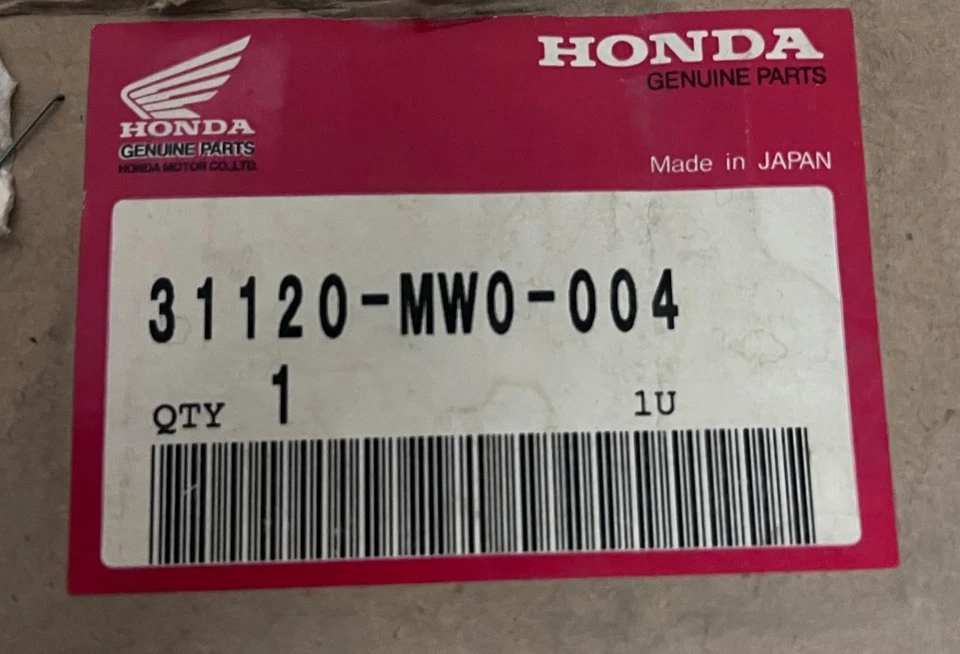 HONDA
GENUINE PARTS
HONDA MOTOR CO.,LTD.
HONDA
GENUINE PARTS
Made in JAPAN
31120-MW0-004
QTY 1 1U